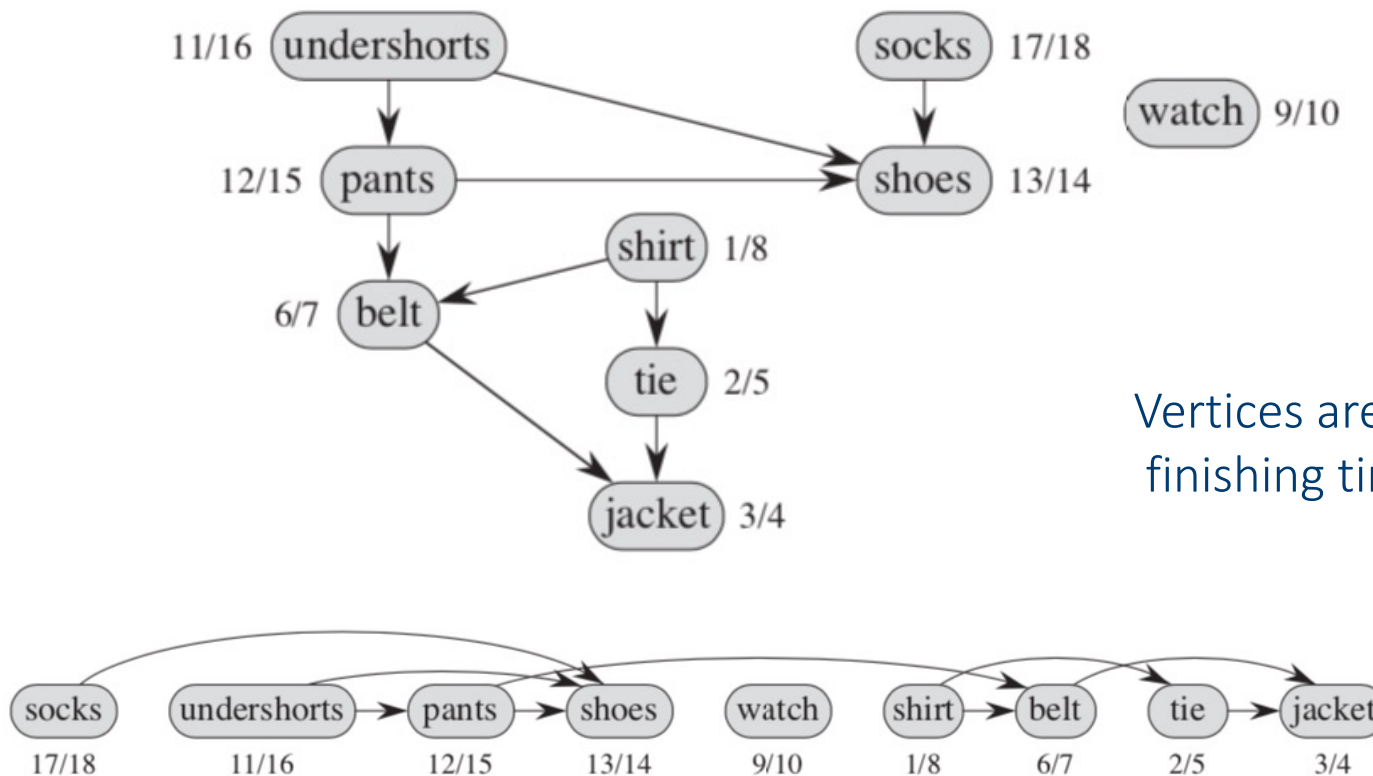 11/16 undershorts socks 17/18
watch 9/10
12/15 pants shoes 13/14
shirt 1/8
6/7 belt
tie 2/5
Vertices are
finishing
jacket 3/4
socks undershorts pants shoes watch shirt belt tie jacket
17/18 11/16 12/15 13/14 9/10 1/8 6/7 2/5 3/4